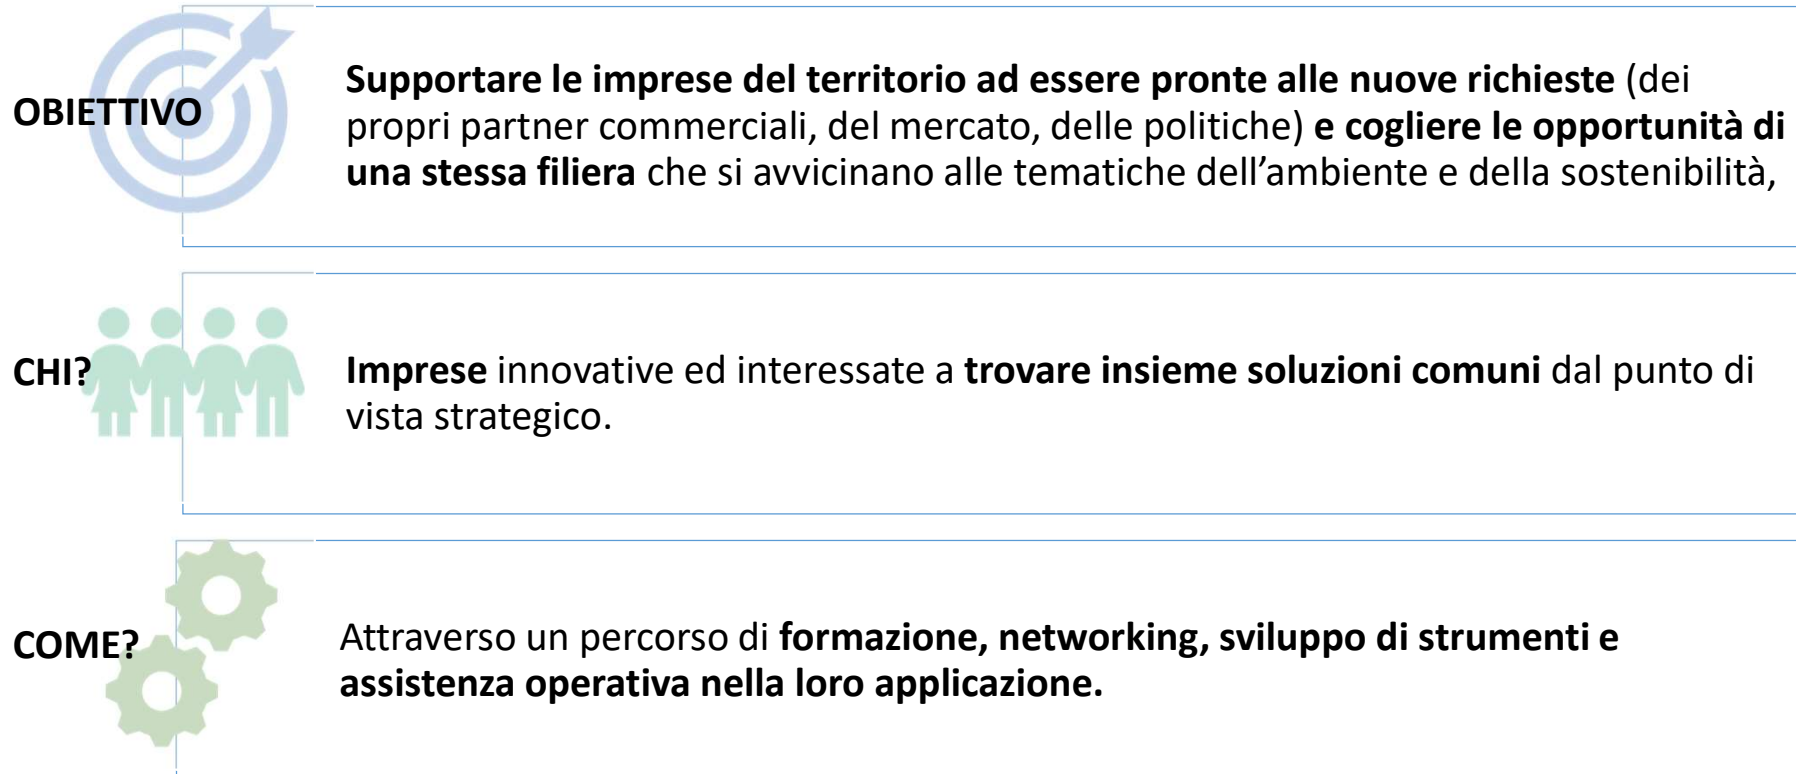 OBIETTIVO
Supportare le imprese del territorio ad essere pronte alle nuove richieste (dei
propri partner commerciali, del mercato, delle politiche) e cogliere le opportunità di
una stessa filiera che si avvicinano alle tematiche dell’ambiente e della sostenibilità,
CHI?
Imprese innovative ed interessate a trovare insieme soluzioni comuni dal punto di
vista strategico.
COME?
Attraverso un percorso di formazione, networking, sviluppo di strumenti e
assistenza operativa nella loro applicazione.